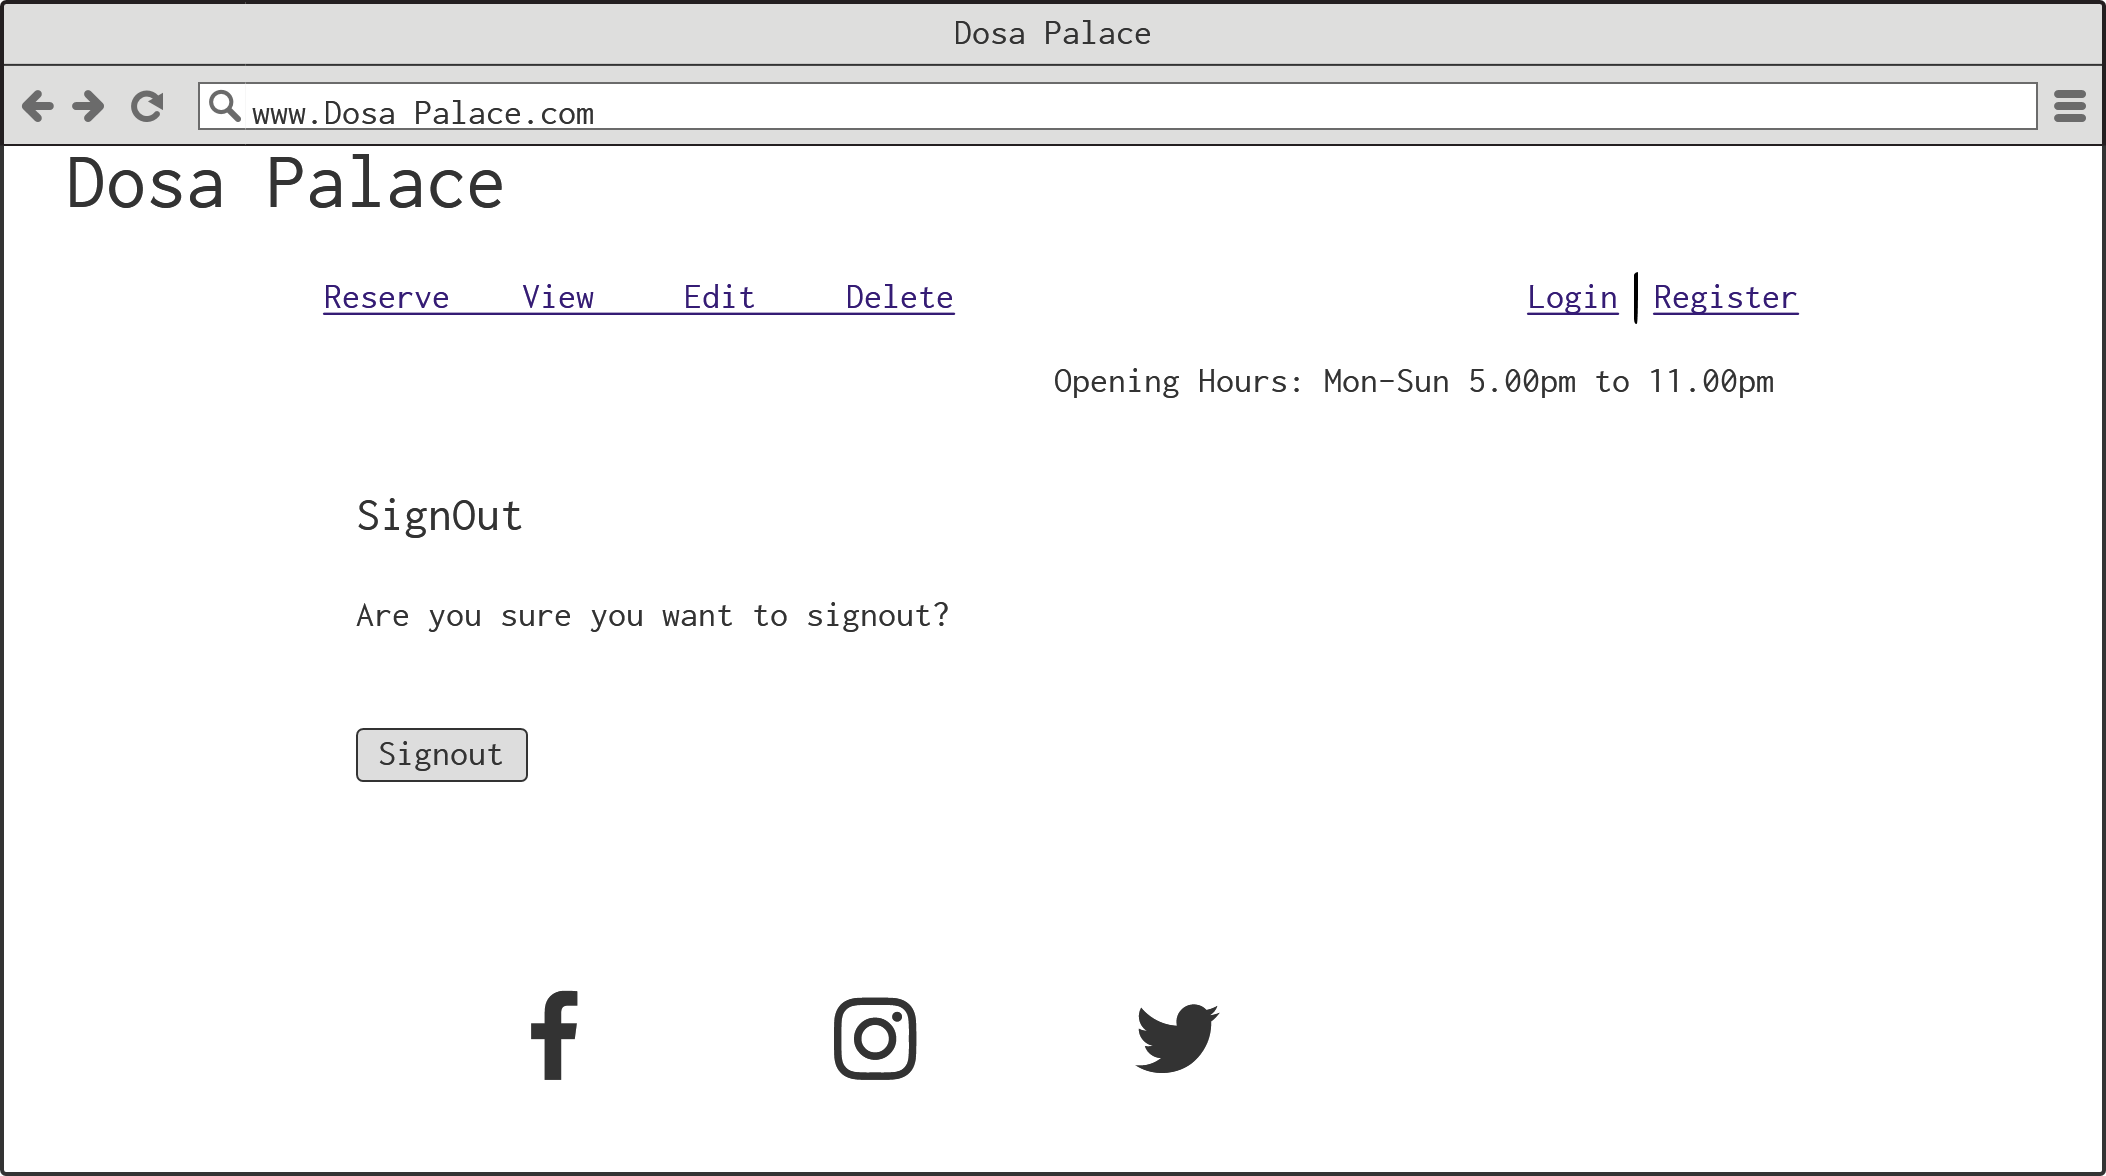 Dosa Palace
www.Dosa Palace.com
Dosa Palace
Reserve View Edit Delete Login Register
Opening Hours: Mon-Sun 5.00pm to 11.00pm
SignOut
Are you sure you want to signout?
Signout